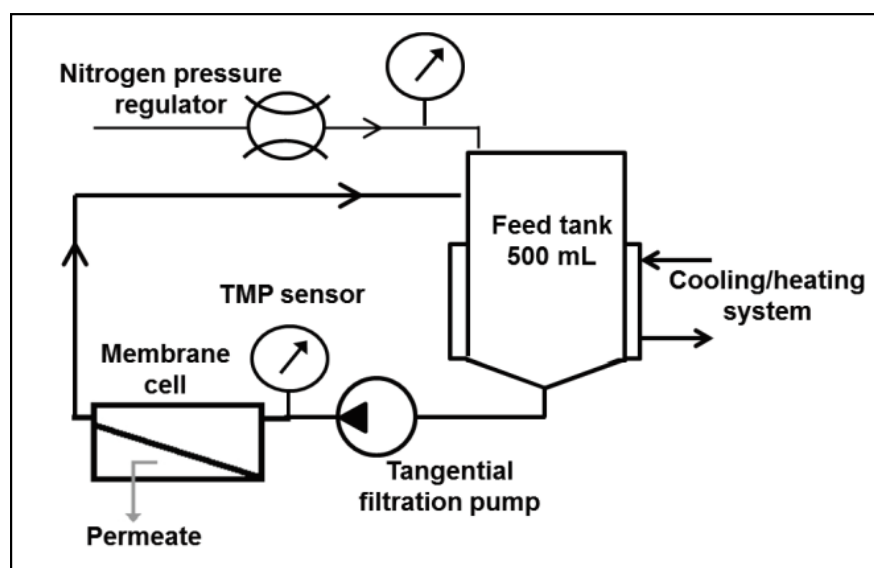 Nitrogen pressure
regulator
Feed tank
500 mL
Cooling/heating
system
TMP sensor
Membrane
cell
Tangential
filtration pump
Permeate